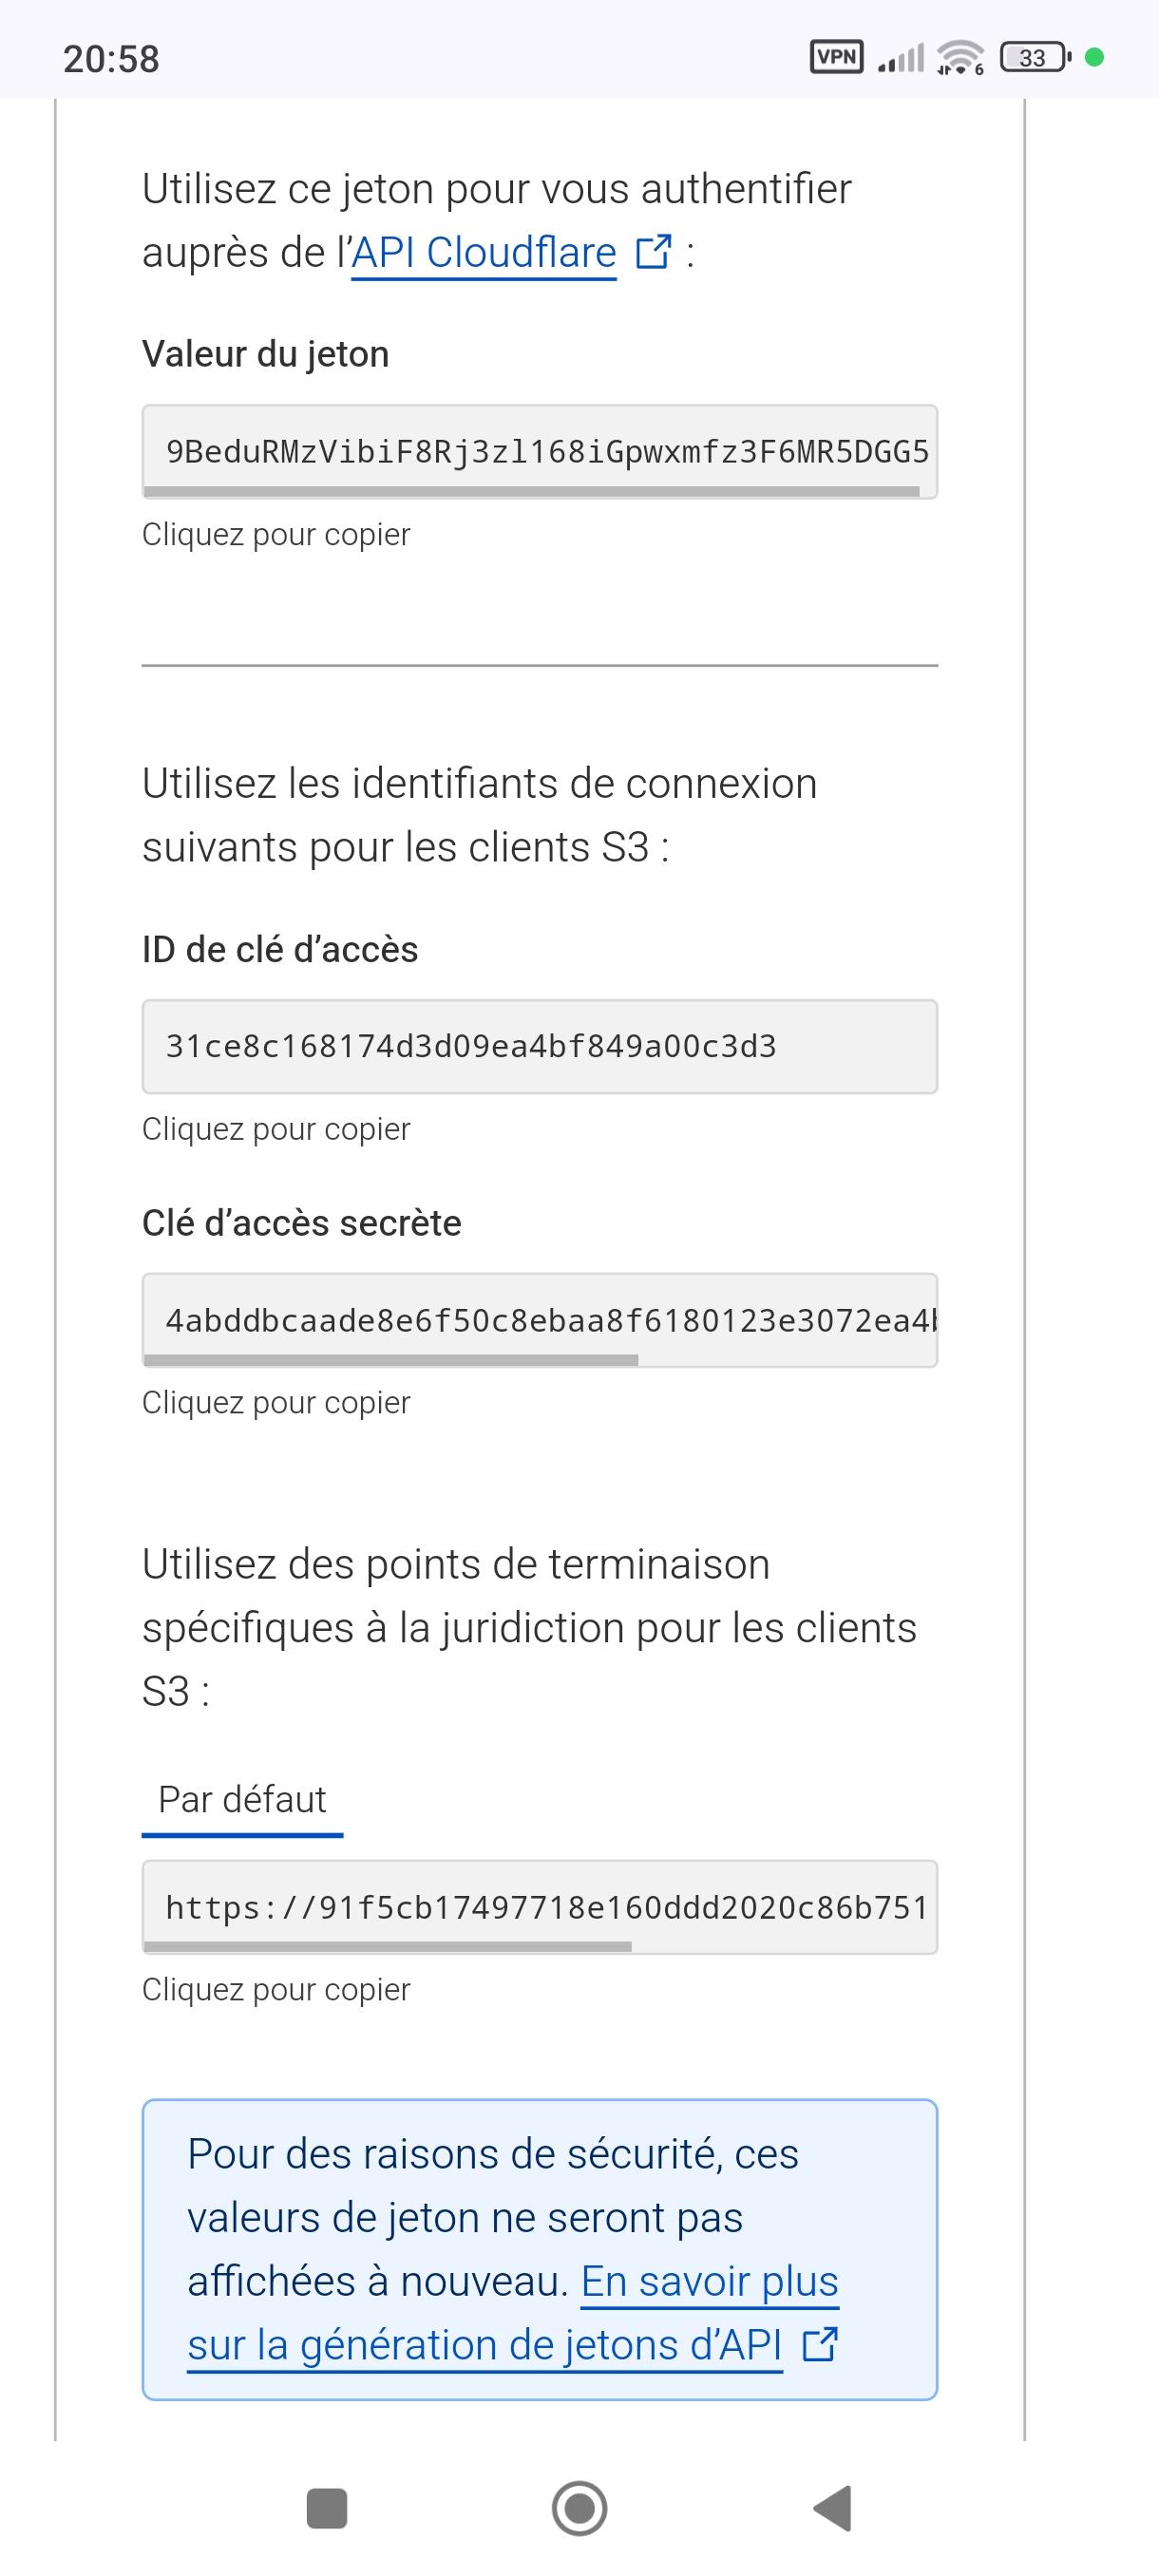 20:58
VPN
6
33
Utilisez ce jeton pour vous authentifier
auprès de l’API Cloudflare :
Valeur du jeton
9BeduRMzVibiF8Rj3zl168iGpwxmfz3F6MR5DGG5
Cliquez pour copier
Utilisez les identifiants de connexion
suivants pour les clients S3 :
ID de clé d’accès
31ce8c168174d3d09ea4bf849a00c3d3
Cliquez pour copier
Clé d’accès secrète
4abddbcaade8e6f50c8ebaa8f6180123e3072ea4b
Cliquez pour copier
Utilisez des points de terminaison
spécifiques à la juridiction pour les clients
S3 :
Par défaut
https://91f5cb17497718e160ddd2020c86b751
Cliquez pour copier
Pour des raisons de sécurité, ces
valeurs de jeton ne seront pas
affichées à nouveau. En savoir plus
sur la génération de jetons d’API